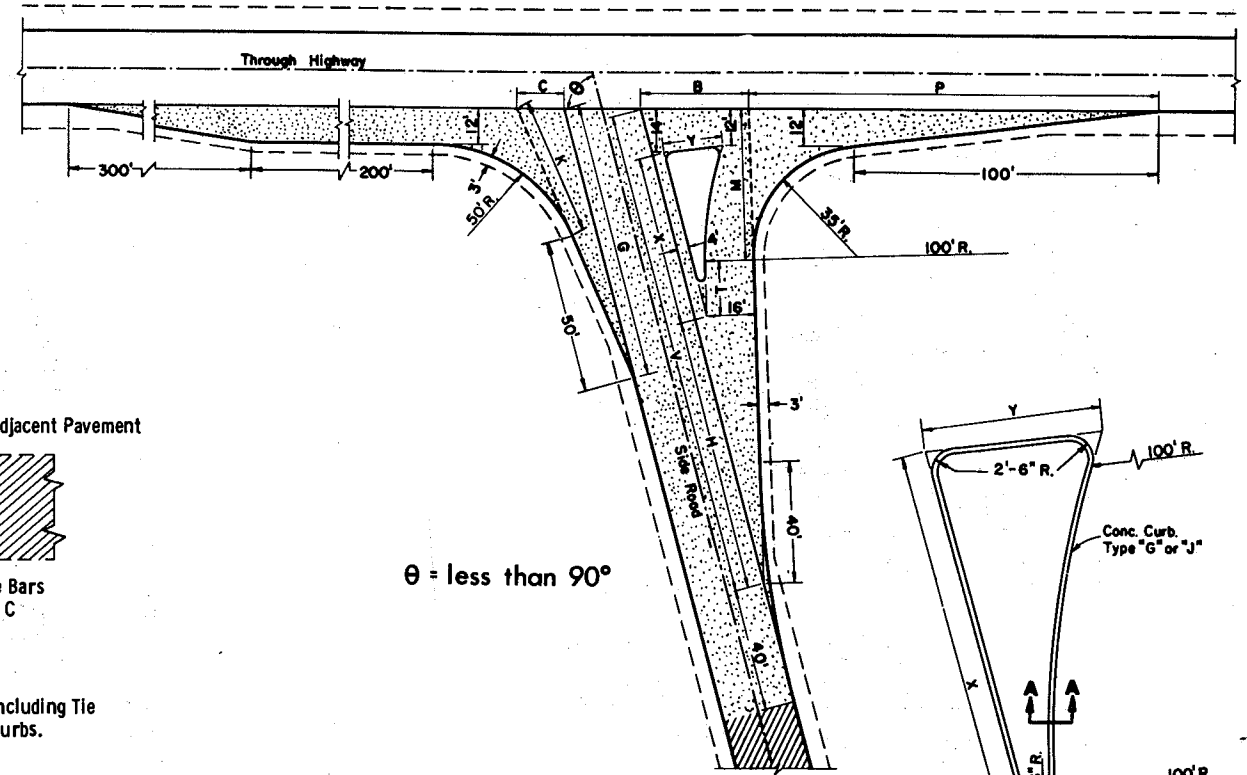 Through Highway
C
θ
B
P
12'
14'
Y
12'
12'
K
M
300'
200'
3'
50' R.
100'
35' R.
G
X
4'
100' R.
T
16'
50'
V
3'
djacent Pavement
H
Side Road
40'
Y
2'-6" R.
100' R.
Conc. Curb.
Type "G" or "J"
θ = less than 90°
e Bars
C
40'
X
A A
ncluding Tie
urbs.
100' R.